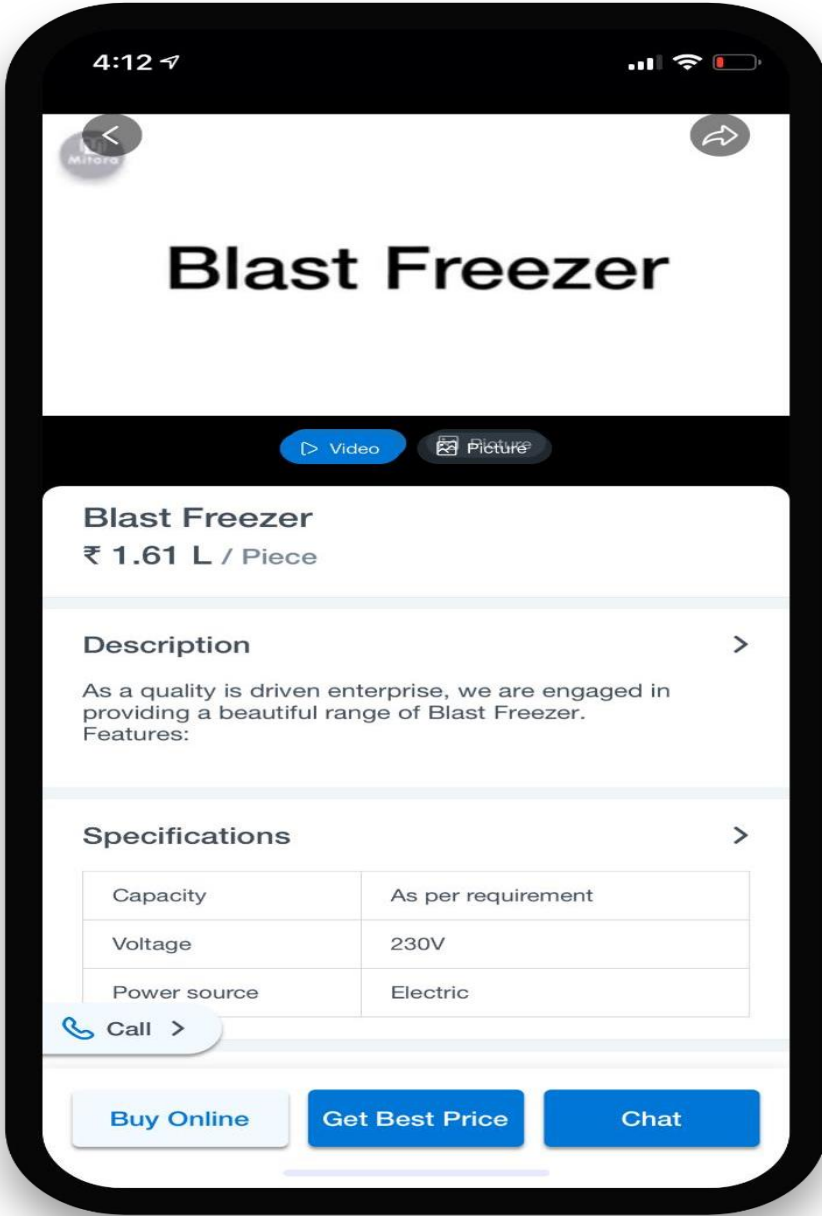 4:12
Mitora
Blast Freezer
Video
Picture
Blast Freezer
₹ 1.61 L / Piece
Description
As a quality is driven enterprise, we are engaged in
providing a beautiful range of Blast Freezer.
Features:
Specifications
Capacity As per requirement
Voltage 230V
Power source Electric
Call
Buy Online Get Best Price Chat